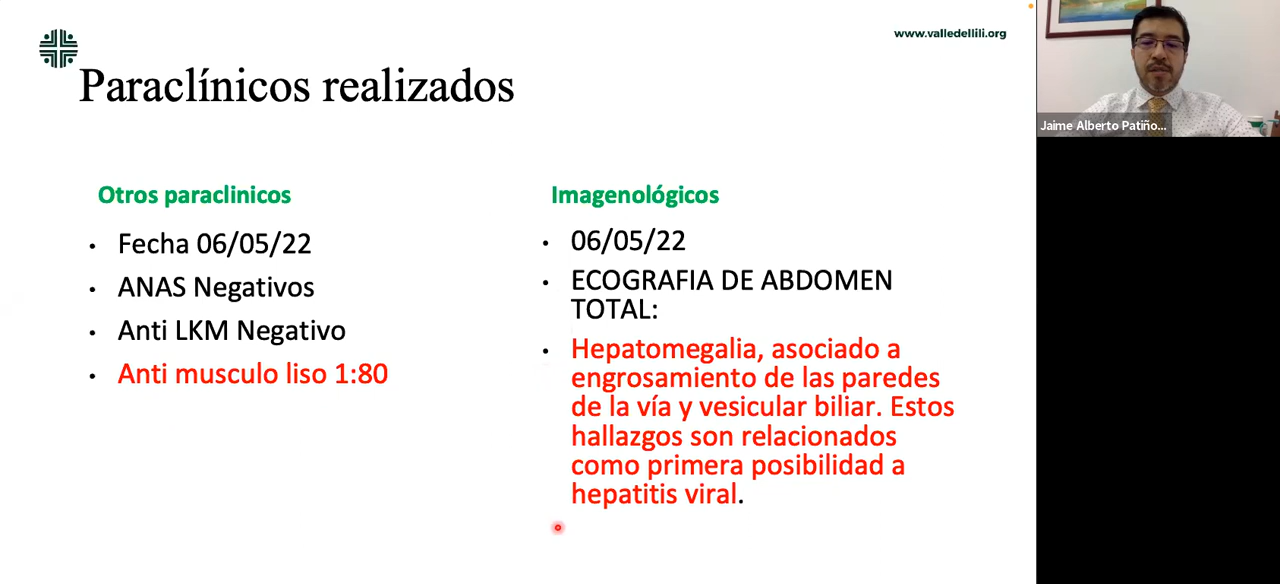 www.valledellili.org
Paraclínicos realizados
Otros paraclinicos
• Fecha 06/05/22
• ANAS Negativos
• Anti LKM Negativo
• Anti musculo liso 1:80
Imagenológicos
• 06/05/22
• ECOGRAFIA DE ABDOMEN
TOTAL:
• Hepatomegalia, asociado a
engrosamiento de las paredes
de la vía y vesicular biliar. Estos
hallazgos son relacionados
como primera posibilidad a
hepatitis viral.
Jaime Alberto Patiño...